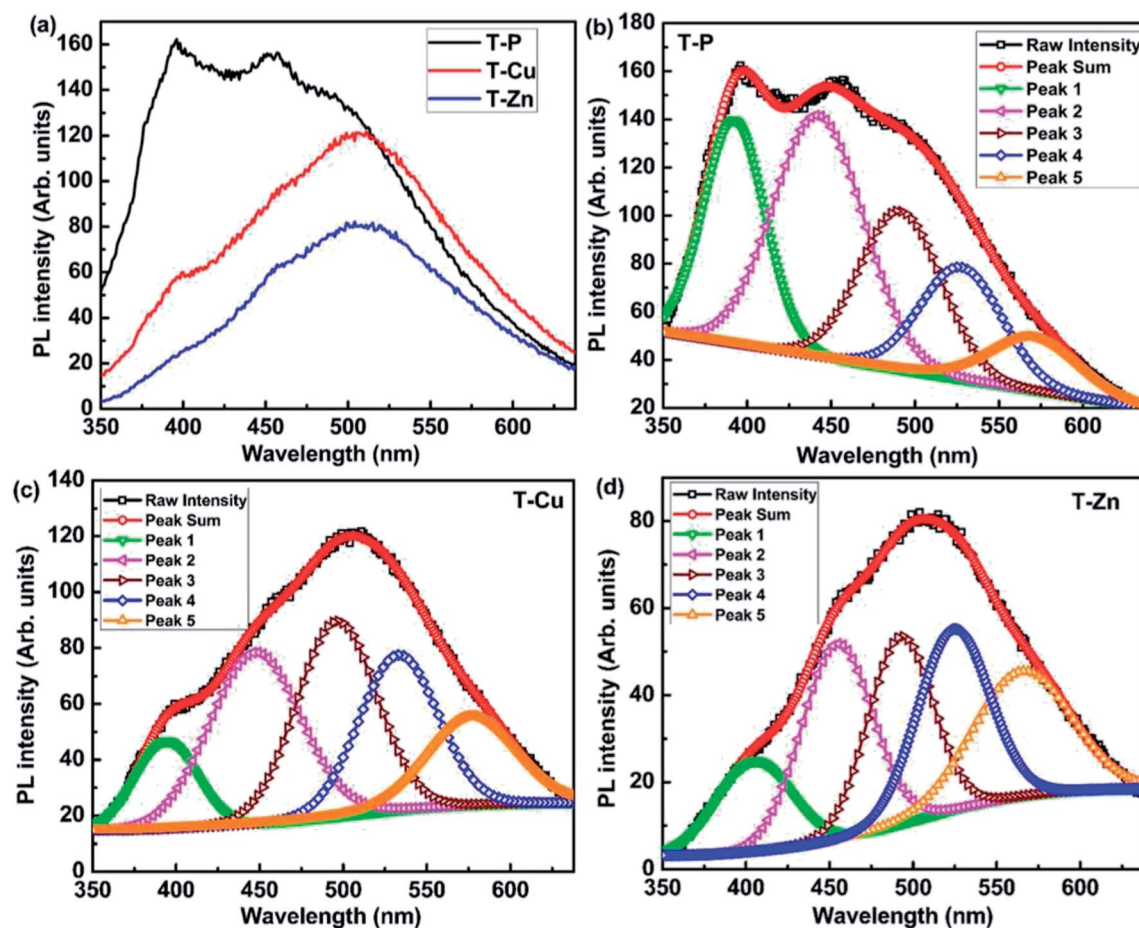 (a)
T-P
T-Cu
T-Zn
PL intensity (Arb. units)
160
140
120
100
80
60
40
20
0
350 400 450 500 550 600
Wavelength (nm)
(b)
T-P
Raw Intensity
Peak Sum
Peak 1
Peak 2
Peak 3
Peak 4
Peak 5
PL intensity (Arb. units)
180
160
140
120
100
80
60
40
20
350 400 450 500 550 600
Wavelength (nm)
(c)
T-Cu
Raw Intensity
Peak Sum
Peak 1
Peak 2
Peak 3
Peak 4
Peak 5
PL intensity (Arb. units)
140
120
100
80
60
40
20
0
350 400 450 500 550 600
Wavelength (nm)
(d)
T-Zn
Raw Intensity
Peak Sum
Peak 1
Peak 2
Peak 3
Peak 4
Peak 5
PL intensity (Arb. units)
80
60
40
20
0
350 400 450 500 550 600
Wavelength (nm)